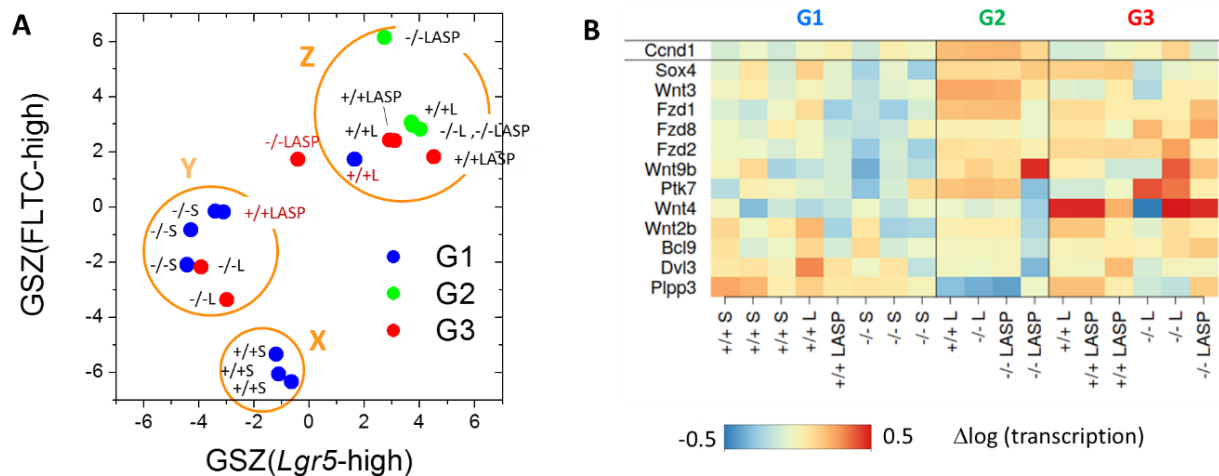 A
GSZ(FLTC-high)
6
4
2
0
-2
-4
-6
-6
-4
-2
0
2
4
6
GSZ(Lgr5-high)
Z
-/-LASP
+/+LASP
+/+L
+/+L
-/-L ,-/-LASP
-/-LASP
+/+LASP
+/+L
Y
-/-S
+/+LASP
-/-S
-/-S
-/-L
-/-L
X
+/+S
+/+S
+/+S
G1
G2
G3
B
G1 G2 G3
Ccnd1
Sox4
Wnt3
Fzd1
Fzd8
Fzd2
Wnt9b
Ptk7
Wnt4
Wnt2b
Bcl9
Dvl3
Plpp3
+/+ S
+/+ S
+/+ S
+/+ L
+/+ LASP
-/- S
-/- S
-/- S
+/+ L
-/- L
-/- LASP
-/- LASP
+/+ L
+/+ LASP
+/+ LASP
-/- L
-/- L
-/- LASP
-0.5 0.5 Δlog (transcription)